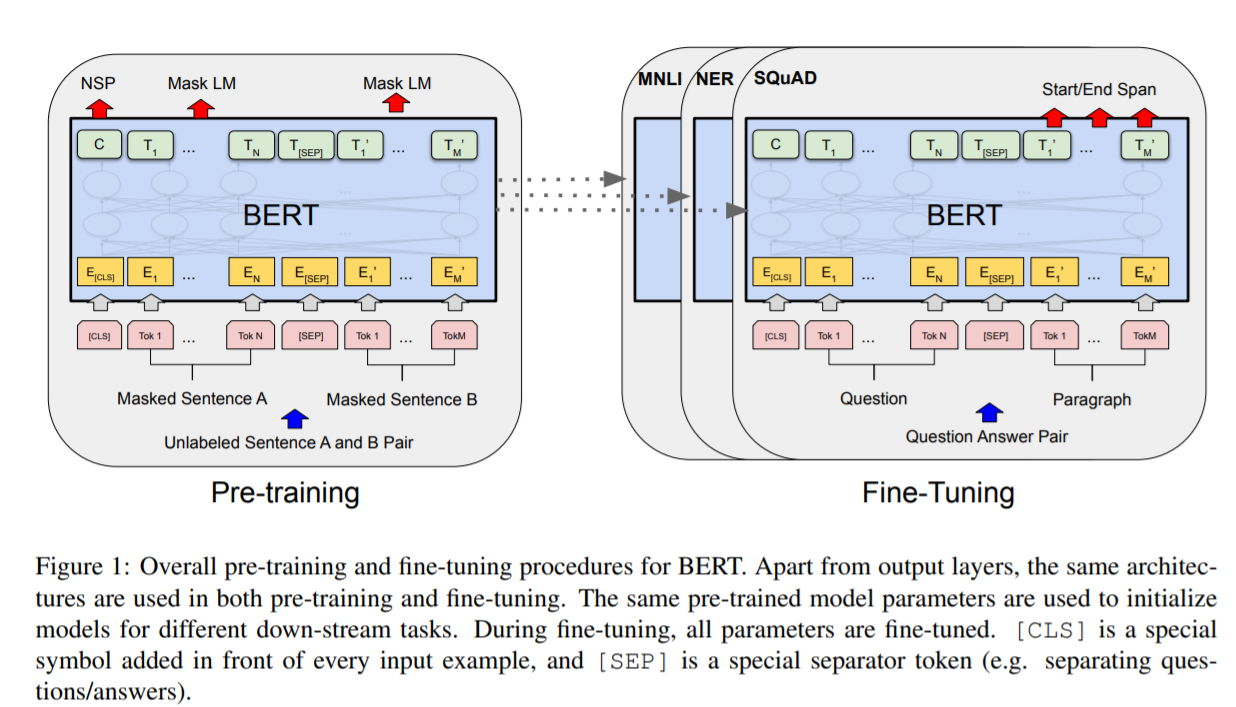 NSP Mask LM Mask LM
C T1 ... TN T[SEP] T1' ... TM'
...
...
BERT
E[CLS] E1 ... EN E[SEP] E1' ... EM'
[CLS] Tok 1 ... Tok N [SEP] Tok 1 ... TokM
Masked Sentence A Masked Sentence B
Unlabeled Sentence A and B Pair
Pre-training
MNLI NER SQuAD
Start/End Span
C T1 ... TN T[SEP] T1' ... TM'
...
...
BERT
E[CLS] E1 ... EN E[SEP] E1' ... EM'
[CLS] Tok 1 ... Tok N [SEP] Tok 1 ... TokM
Question Paragraph
Question Answer Pair
Fine-Tuning
Figure 1: Overall pre-training and fine-tuning procedures for BERT. Apart from output layers, the same architec-
tures are used in both pre-training and fine-tuning. The same pre-trained model parameters are used to initialize
models for different down-stream tasks. During fine-tuning, all parameters are fine-tuned. [CLS] is a special
symbol added in front of every input example, and [SEP] is a special separator token (e.g. separating ques-
tions/answers).